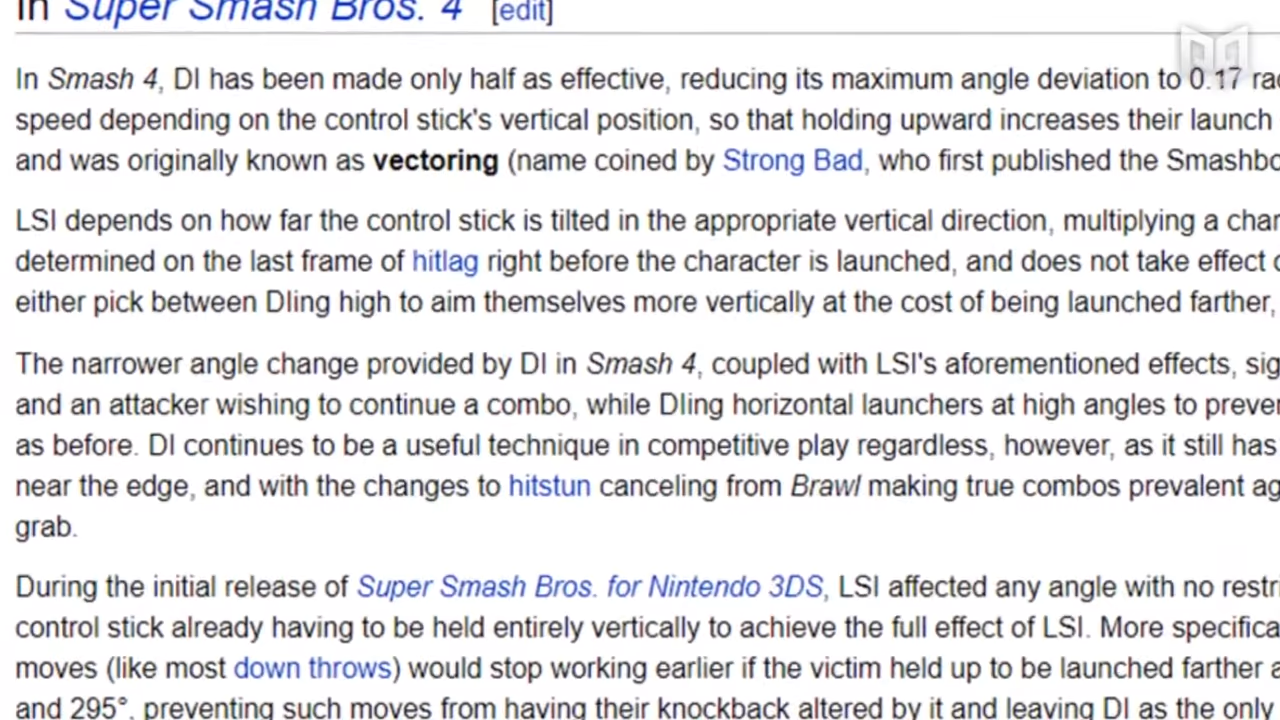 In Super Smash Bros. 4 [edit]
In Smash 4, DI has been made only half as effective, reducing its maximum angle deviation to 0.17
speed depending on the control stick's vertical position, so that holding upward increases their launch
and was originally known as vectoring (name coined by Strong Bad, who first published the
LSI depends on how far the control stick is tilted in the appropriate vertical direction, multiplying a
determined on the last frame of hitlag right before the character is launched, and does not take effect
either pick between DIing high to aim themselves more vertically at the cost of being launched farther,
The narrower angle change provided by DI in Smash 4, coupled with LSI's aforementioned effects,
and an attacker wishing to continue a combo, while DIing horizontal launchers at high angles to
as before. DI continues to be a useful technique in competitive play regardless, however, as it still has
near the edge, and with the changes to hitstun canceling from Brawl making true combos prevalent
grab.
During the initial release of Super Smash Bros. for Nintendo 3DS, LSI affected any angle with no
control stick already having to be held entirely vertically to achieve the full effect of LSI. More
moves (like most down throws) would stop working earlier if the victim held up to be launched farther
and 295°, preventing such moves from having their knockback altered by it and leaving DI as the only